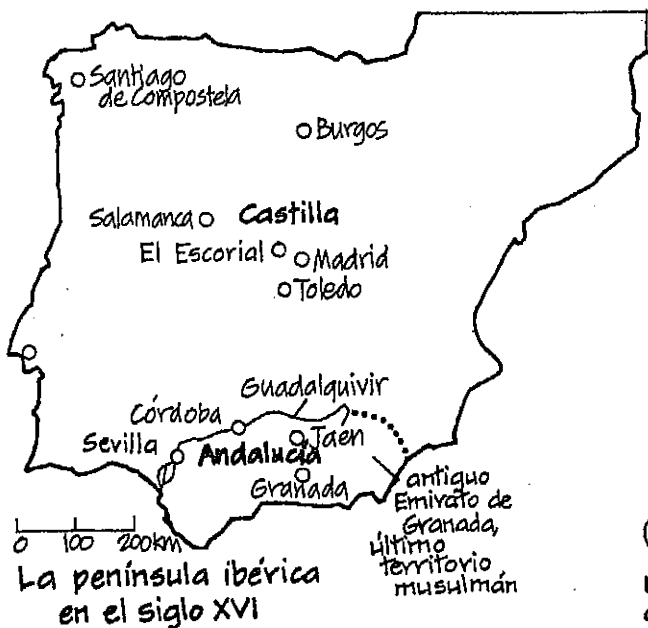 Santiago
de Compostela
Burgos
Salamanca
Castilla
El Escorial
Madrid
Toledo
Guadalquivir
Córdoba
Sevilla
Jaén
Andalucía
Granada
antiguo
Emirato de
Granada,
último
territorio
musulmán
0 100 200km
La península ibérica
en el siglo XVI